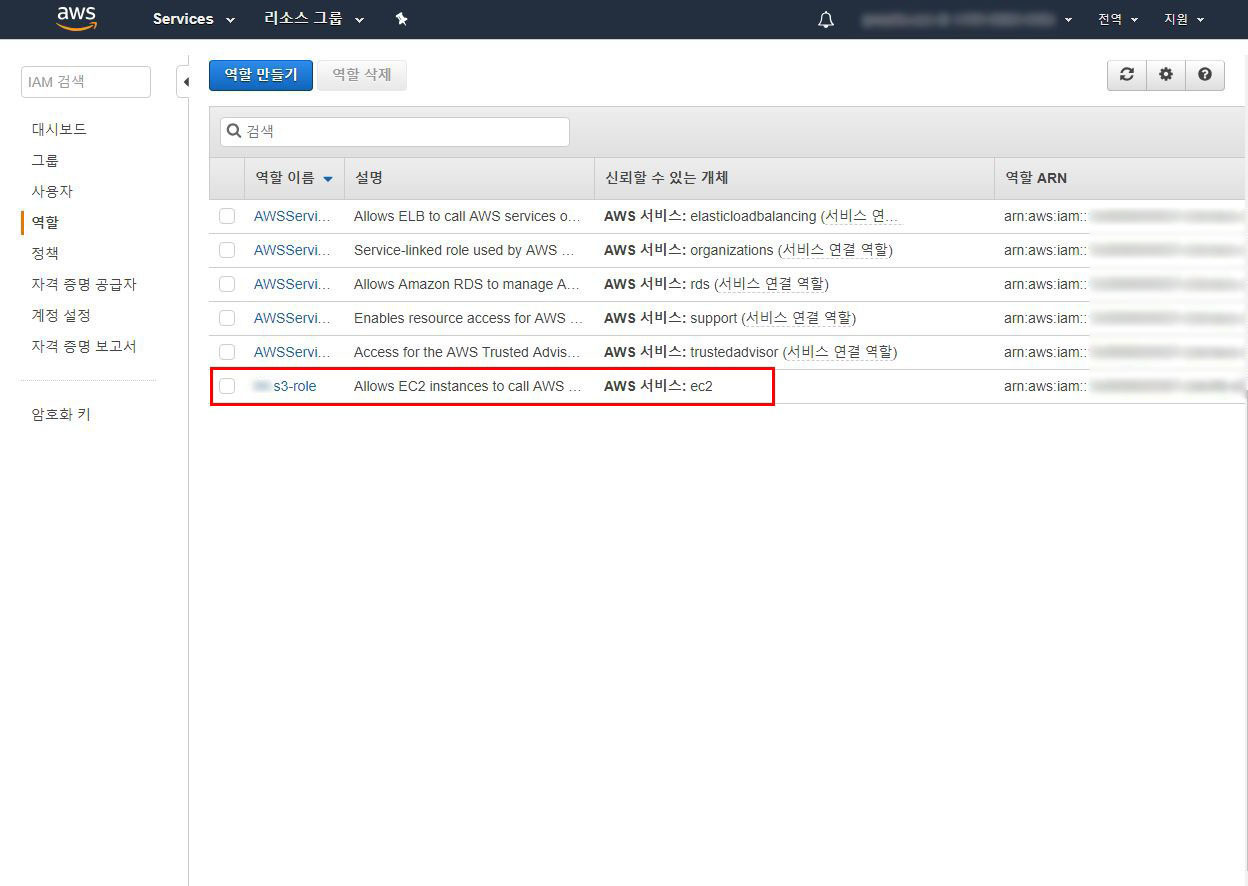 aws Services 리소스 그룹 전역 지원
IAM 검색
대시보드
그룹
사용자
역할
정책
자격 증명 공급자
계정 설정
자격 증명 보고서
암호화 키
역할 만들기 역할 삭제
검색
역할 이름 설명 신뢰할 수 있는 개체 역할 ARN
AWSServi... Allows ELB to call AWS services o... AWS 서비스: elasticloadbalancing (서비스 연... arn:aws:iam::
AWSServi... Service-linked role used by AWS ... AWS 서비스: organizations (서비스 연결 역할) arn:aws:iam::
AWSServi... Allows Amazon RDS to manage A... AWS 서비스: rds (서비스 연결 역할) arn:aws:iam::
AWSServi... Enables resource access for AWS ... AWS 서비스: support (서비스 연결 역할) arn:aws:iam::
AWSServi... Access for the AWS Trusted Advis... AWS 서비스: trustedadvisor (서비스 연결 역할) arn:aws:iam::
s3-role Allows EC2 instances to call AWS ... AWS 서비스: ec2 arn:aws:iam::